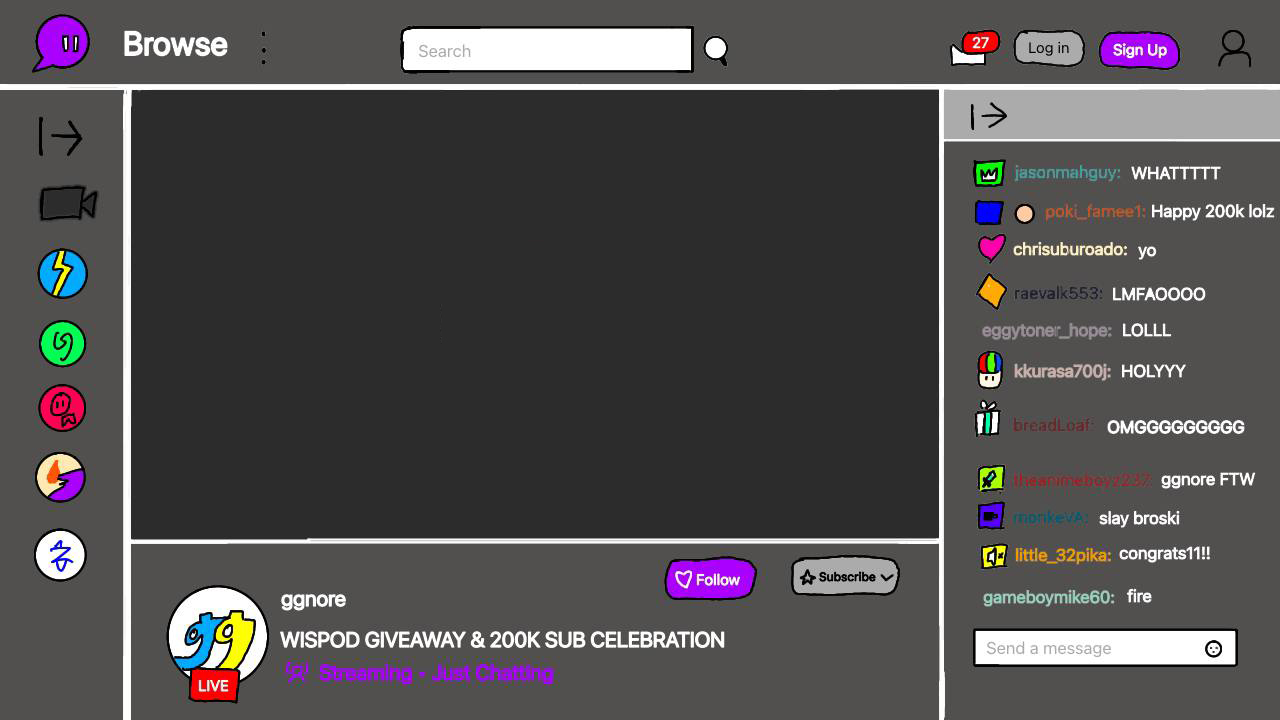 Browse
Search
27
Log in
Sign Up
jasonmahguy: WHATTTTT
poki_famee1: Happy 200k lolz
chrisuburoado: yo
raevalk553: LMFAOOOO
eggytoner_hope: LOLLL
kkurasa700j: HOLYYY
breadLoaf: OMGGGGGGGGG
theanimeboyz237: ggnore FTW
monkeVA: slay broski
little_32pika: congrats11!!
gameboymike60: fire
Send a message
Follow
Subscribe
gg
LIVE
ggnore
WISPOD GIVEAWAY & 200K SUB CELEBRATION
Streaming • Just Chatting